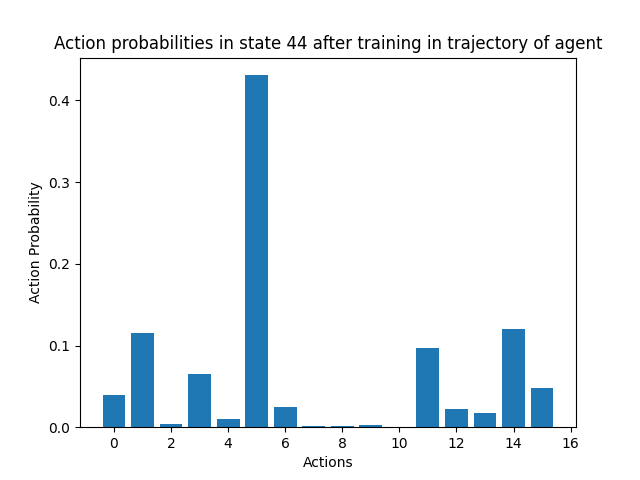 Action probabilities in state 44 after training in trajectory of agent
0.4
0.3
0.2
0.1
0.0
Action Probability
0 2 4 6 8 10 12 14 16
Actions